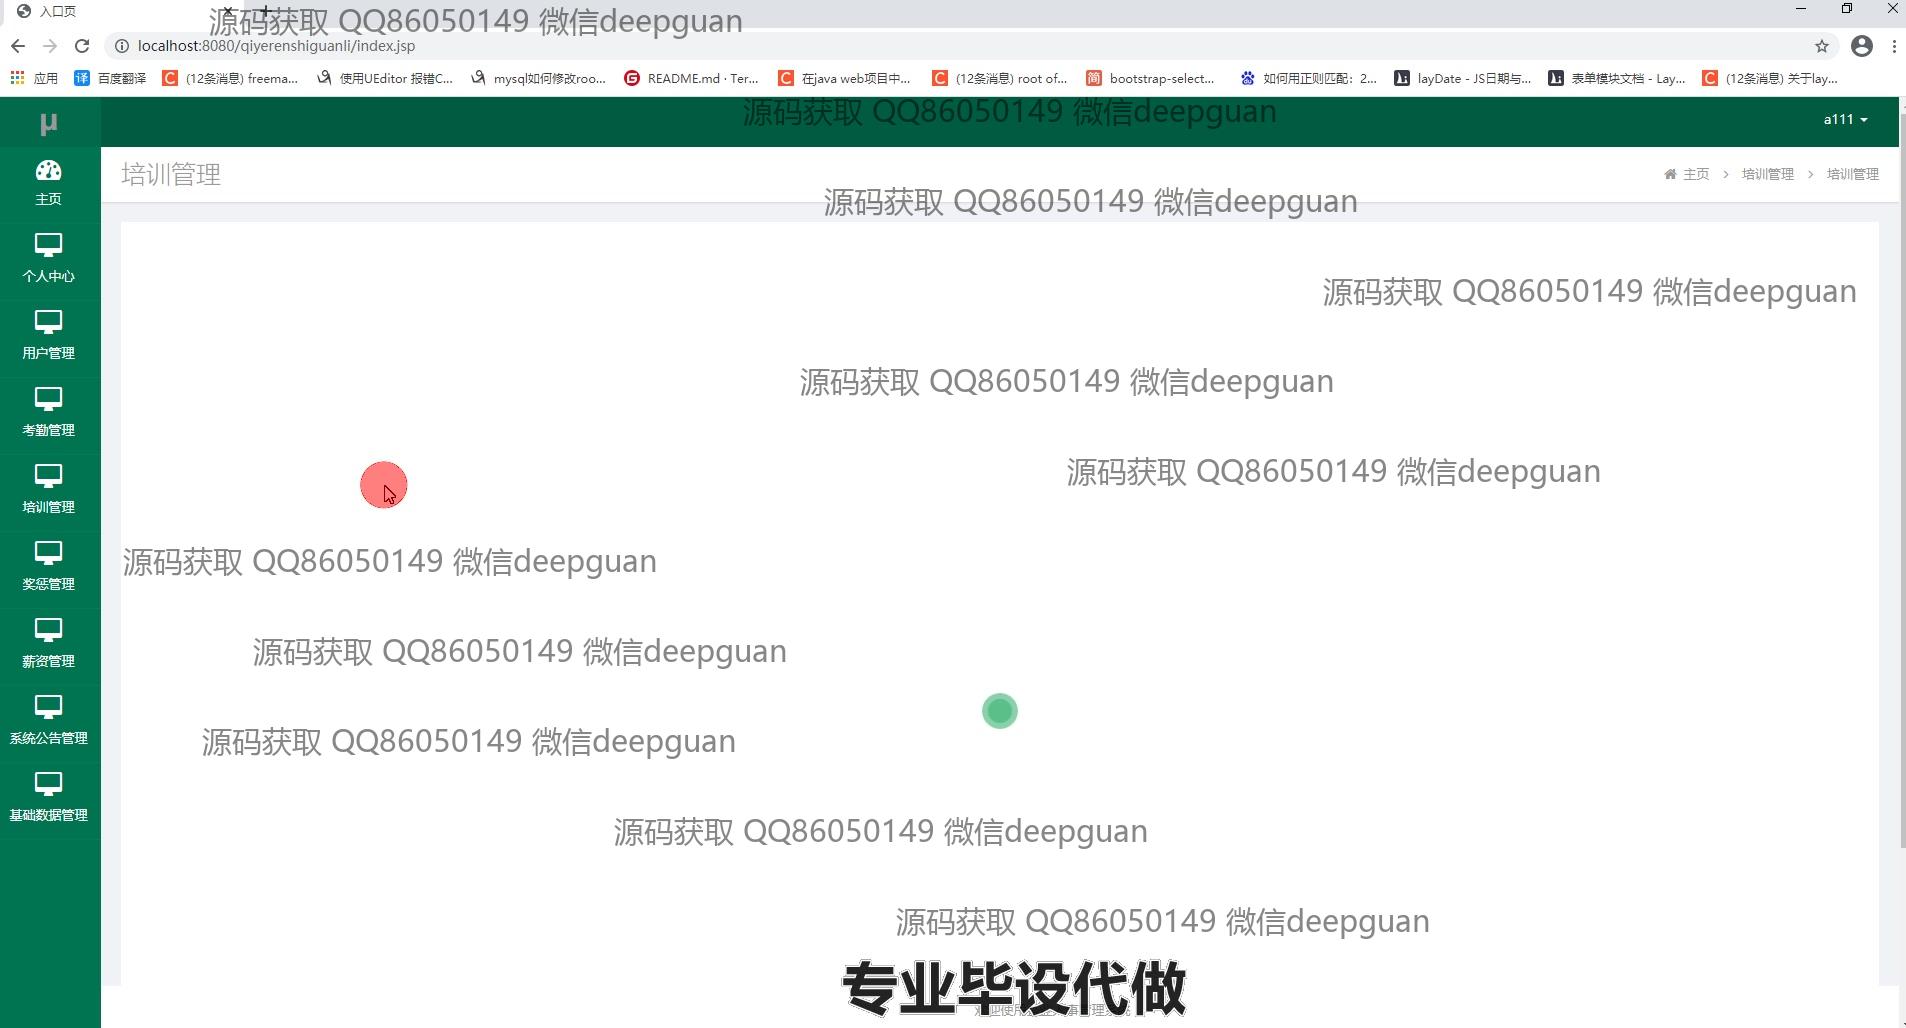 入口页
源码获取 QQ86050149 微信deepguan
localhost:8080/qiyerenshiguanli/index.jsp
应用
百度翻译
(12条消息) freema...
使用UEditor 报错C...
mysql如何修改roo...
README.md · Ter...
在java web项目中...
(12条消息) root of...
bootstrap-select...
如何用正则匹配：2...
layDate - JS日期与...
表单模块文档 - Lay...
(12条消息) 关于lay...
μ
源码获取 QQ86050149 微信deepguan
a111
主页
培训管理
主页 > 培训管理 > 培训管理
源码获取 QQ86050149 微信deepguan
个人中心
源码获取 QQ86050149 微信deepguan
用户管理
源码获取 QQ86050149 微信deepguan
考勤管理
源码获取 QQ86050149 微信deepguan
培训管理
源码获取 QQ86050149 微信deepguan
奖惩管理
源码获取 QQ86050149 微信deepguan
薪资管理
源码获取 QQ86050149 微信deepguan
系统公告管理
源码获取 QQ86050149 微信deepguan
基础数据管理
源码获取 QQ86050149 微信deepguan
专业毕设代做